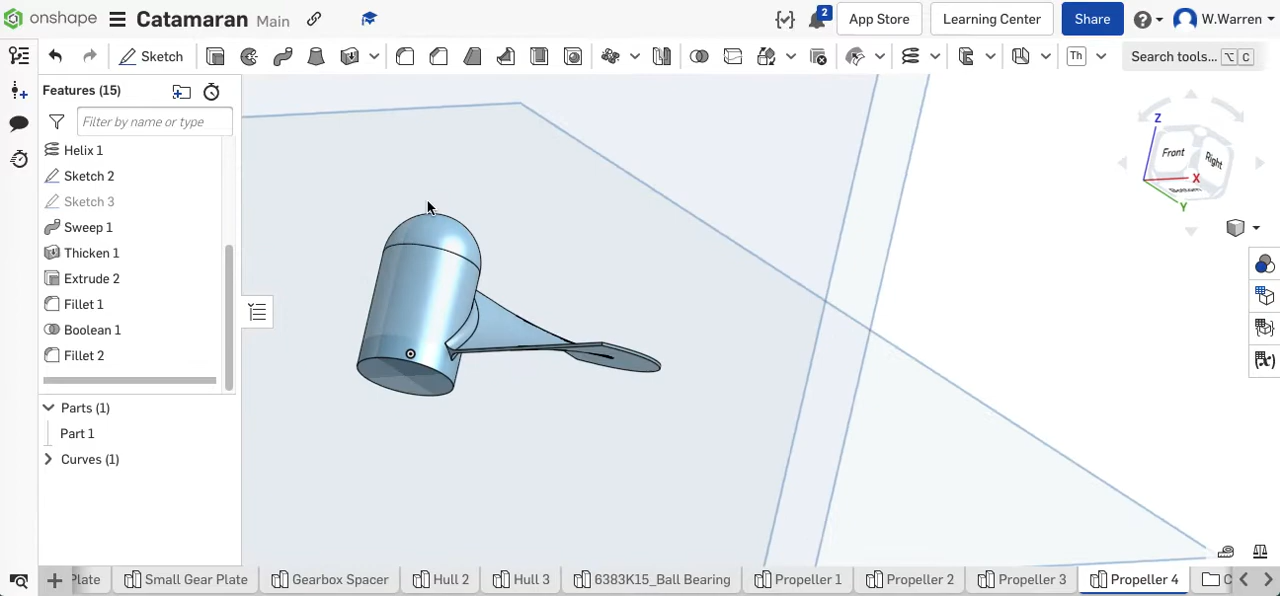 onshape
Catamaran Main
2
App Store
Learning Center
Share
W.Warren
Sketch
Th
Search tools... ⌥ C
Features (15)
Filter by name or type
Helix 1
Sketch 2
Sketch 3
Sweep 1
Thicken 1
Extrude 2
Fillet 1
Boolean 1
Fillet 2
Parts (1)
Part 1
Curves (1)
Z
Front
Right
X
Bottom
Y
Plate
Small Gear Plate
Gearbox Spacer
Hull 2
Hull 3
6383K15_Ball Bearing
Propeller 1
Propeller 2
Propeller 3
Propeller 4
C